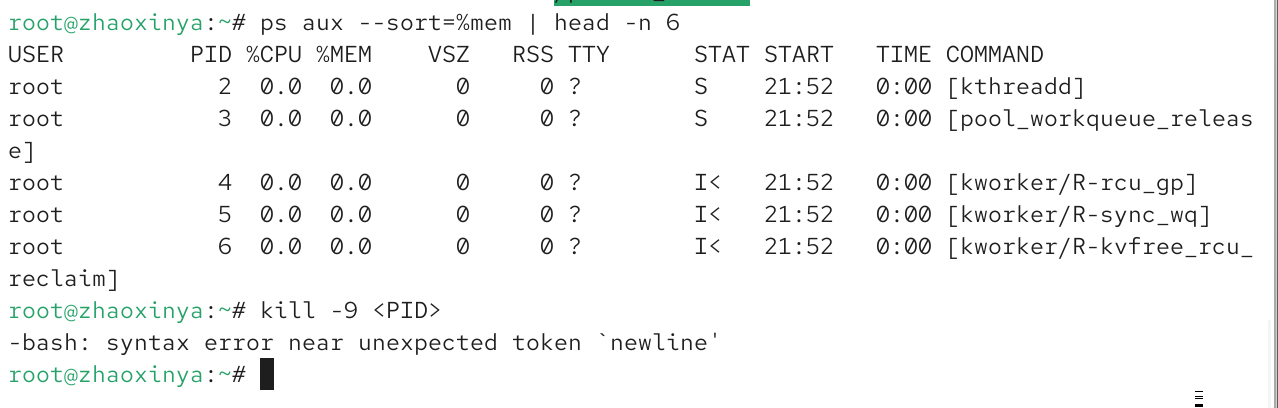 root@zhaoxinya:~# ps aux --sort=%mem | head -n 6
USER         PID %CPU %MEM    VSZ   RSS TTY      STAT START   TIME COMMAND
root           2  0.0  0.0      0     0 ?        S    21:52   0:00 [kthreadd]
root           3  0.0  0.0      0     0 ?        S    21:52   0:00 [pool_workqueue_releas
e]
root           4  0.0  0.0      0     0 ?        I<   21:52   0:00 [kworker/R-rcu_gp]
root           5  0.0  0.0      0     0 ?        I<   21:52   0:00 [kworker/R-sync_wq]
root           6  0.0  0.0      0     0 ?        I<   21:52   0:00 [kworker/R-kvfree_rcu_
reclaim]
root@zhaoxinya:~# kill -9 <PID>
-bash: syntax error near unexpected token `newline'
root@zhaoxinya:~#